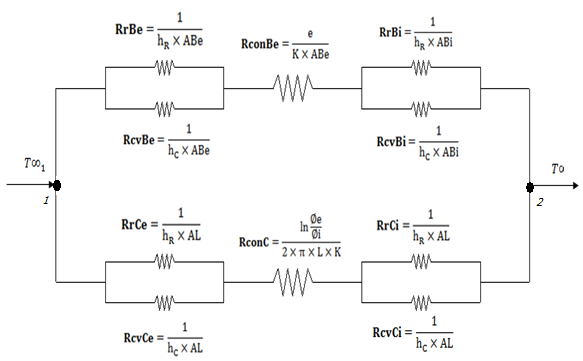 RrBe = 1 / (h_R × ABe)
RconBe = e / (K × ABe)
RrBi = 1 / (h_R × ABi)
RcvBe = 1 / (h_C × ABe)
RcvBi = 1 / (h_C × ABi)
T∞₁
To
1
2
RrCe = 1 / (h_R × AL)
RconC = ln(Øe / Øi) / (2 × π × L × K)
RrCi = 1 / (h_R × AL)
RcvCe = 1 / (h_C × AL)
RcvCi = 1 / (h_C × AL)